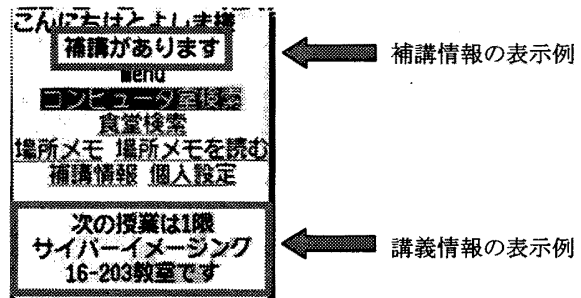 こんにちはとよしま様
補講があります
補講情報の表示例
menu
コンピュータ室検索
食堂検索
場所メモ 場所メモを読む
補講情報 個人設定
次の授業は1限
サイバーイメージング
16-203教室です
講義情報の表示例